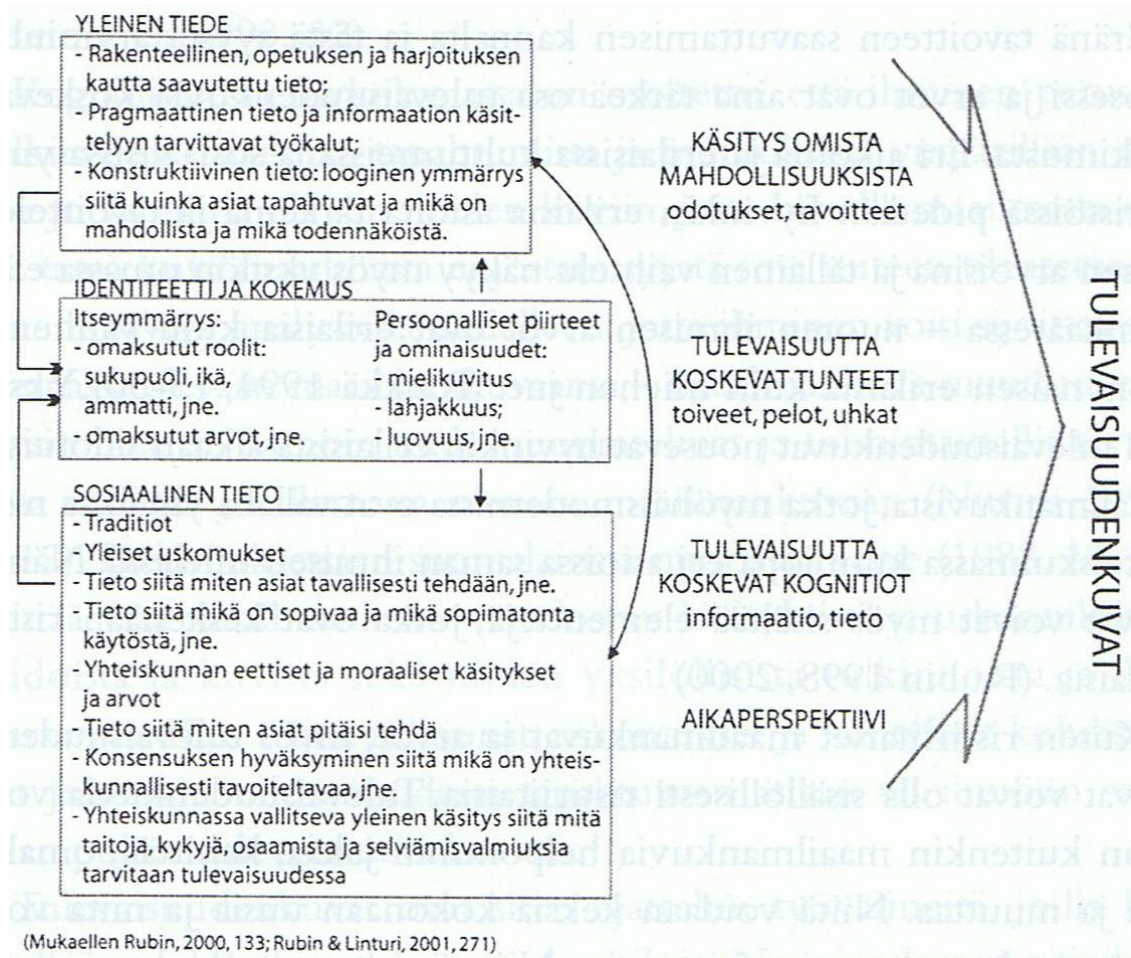 YLEINEN TIEDE
- Rakenteellinen, opetuksen ja harjoituksen
kautta saavutettu tieto;
- Pragmaattinen tieto ja informaation käsit-
telyyn tarvittavat työkalut;
- Konstruktiivinen tieto: looginen ymmärrys
siitä kuinka asiat tapahtuvat ja mikä on
mahdollista ja mikä todennäköistä.
IDENTITEETTI JA KOKEMUS
Itseymmärrys:
- omaksutut roolit:
sukupuoli, ikä,
ammatti, jne.
- omaksutut arvot, jne.
Persoonalliset piirteet
ja ominaisuudet:
- mielikuvitus
- lahjakkuus;
- luovuus, jne.
SOSIAALINEN TIETO
- Traditiot
- Yleiset uskomukset
- Tieto siitä miten asiat tavallisesti tehdään, jne.
- Tieto siitä mikä on sopivaa ja mikä sopimatonta
käytöstä, jne.
- Yhteiskunnan eettiset ja moraaliset käsitykset
ja arvot
- Tieto siitä miten asiat pitäisi tehdä
- Konsensuksen hyväksyminen siitä mikä on yhteis-
kunnallisesti tavoiteltavaa, jne.
- Yhteiskunnassa vallitseva yleinen käsitys siitä mitä
taitoja, kykyjä, osaamista ja selviämisvalmiuksia
tarvitaan tulevaisuudessa
KÄSITYS OMISTA
MAHDOLLISUUKSISTA
odotukset, tavoitteet
TULEVAISUUTTA
KOSKEVAT TUNTEET
toiveet, pelot, uhkat
TULEVAISUUTTA
KOSKEVAT KOGNITIOT
informaatio, tieto
AIKAPERSPEKTIIVI
TULEVAISUUDENKUVAT
(Mukaellen Rubin, 2000, 133; Rubin & Linturi, 2001, 271)